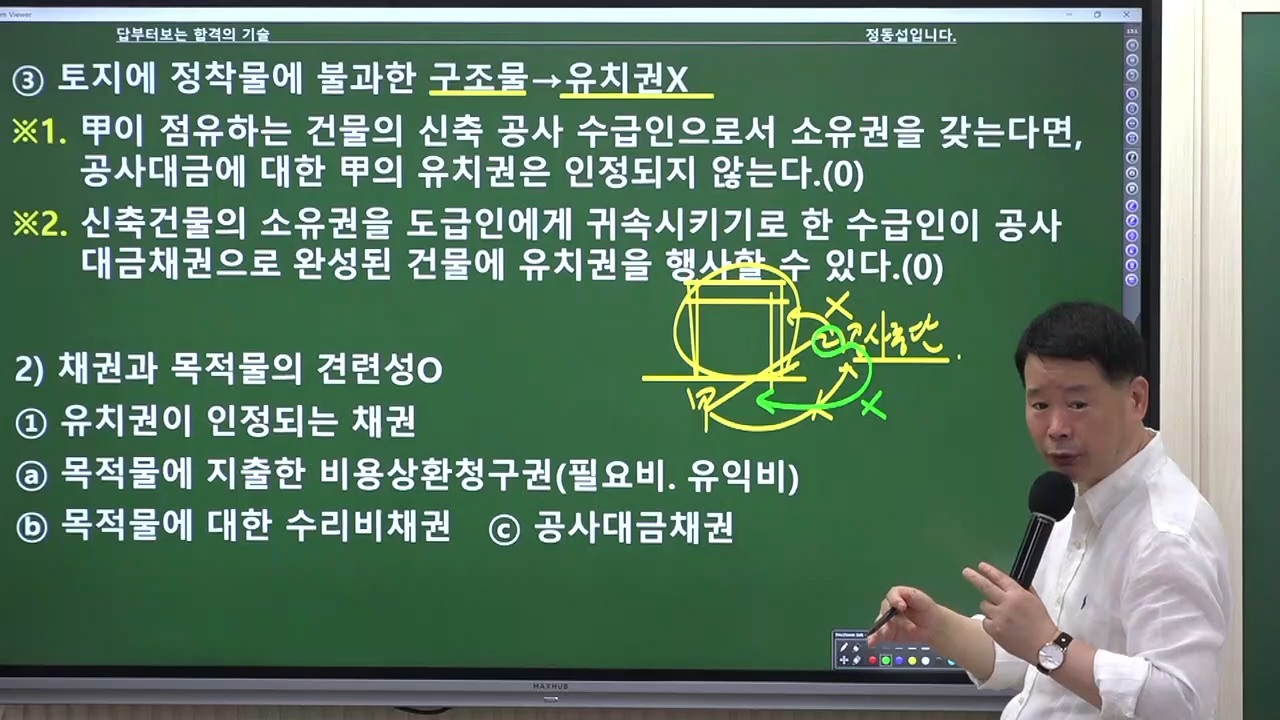 답부터보는 합격의 기술 정동섭입니다.
③ 토지에 정착물에 불과한 구조물→유치권X
※1. 甲이 점유하는 건물의 신축 공사 수급인으로서 소유권을 갖는다면,
공사대금에 대한 甲의 유치권은 인정되지 않는다.(0)
※2. 신축건물의 소유권을 도급인에게 귀속시키기로 한 수급인이 공사
대금채권으로 완성된 건물에 유치권을 행사할 수 있다.(0)
X
乙 공사중단
甲
X
2) 채권과 목적물의 견련성O
① 유치권이 인정되는 채권
ⓐ 목적물에 지출한 비용상환청구권(필요비. 유익비)
ⓑ 목적물에 대한 수리비채권 ⓒ 공사대금채권
MAXHUB